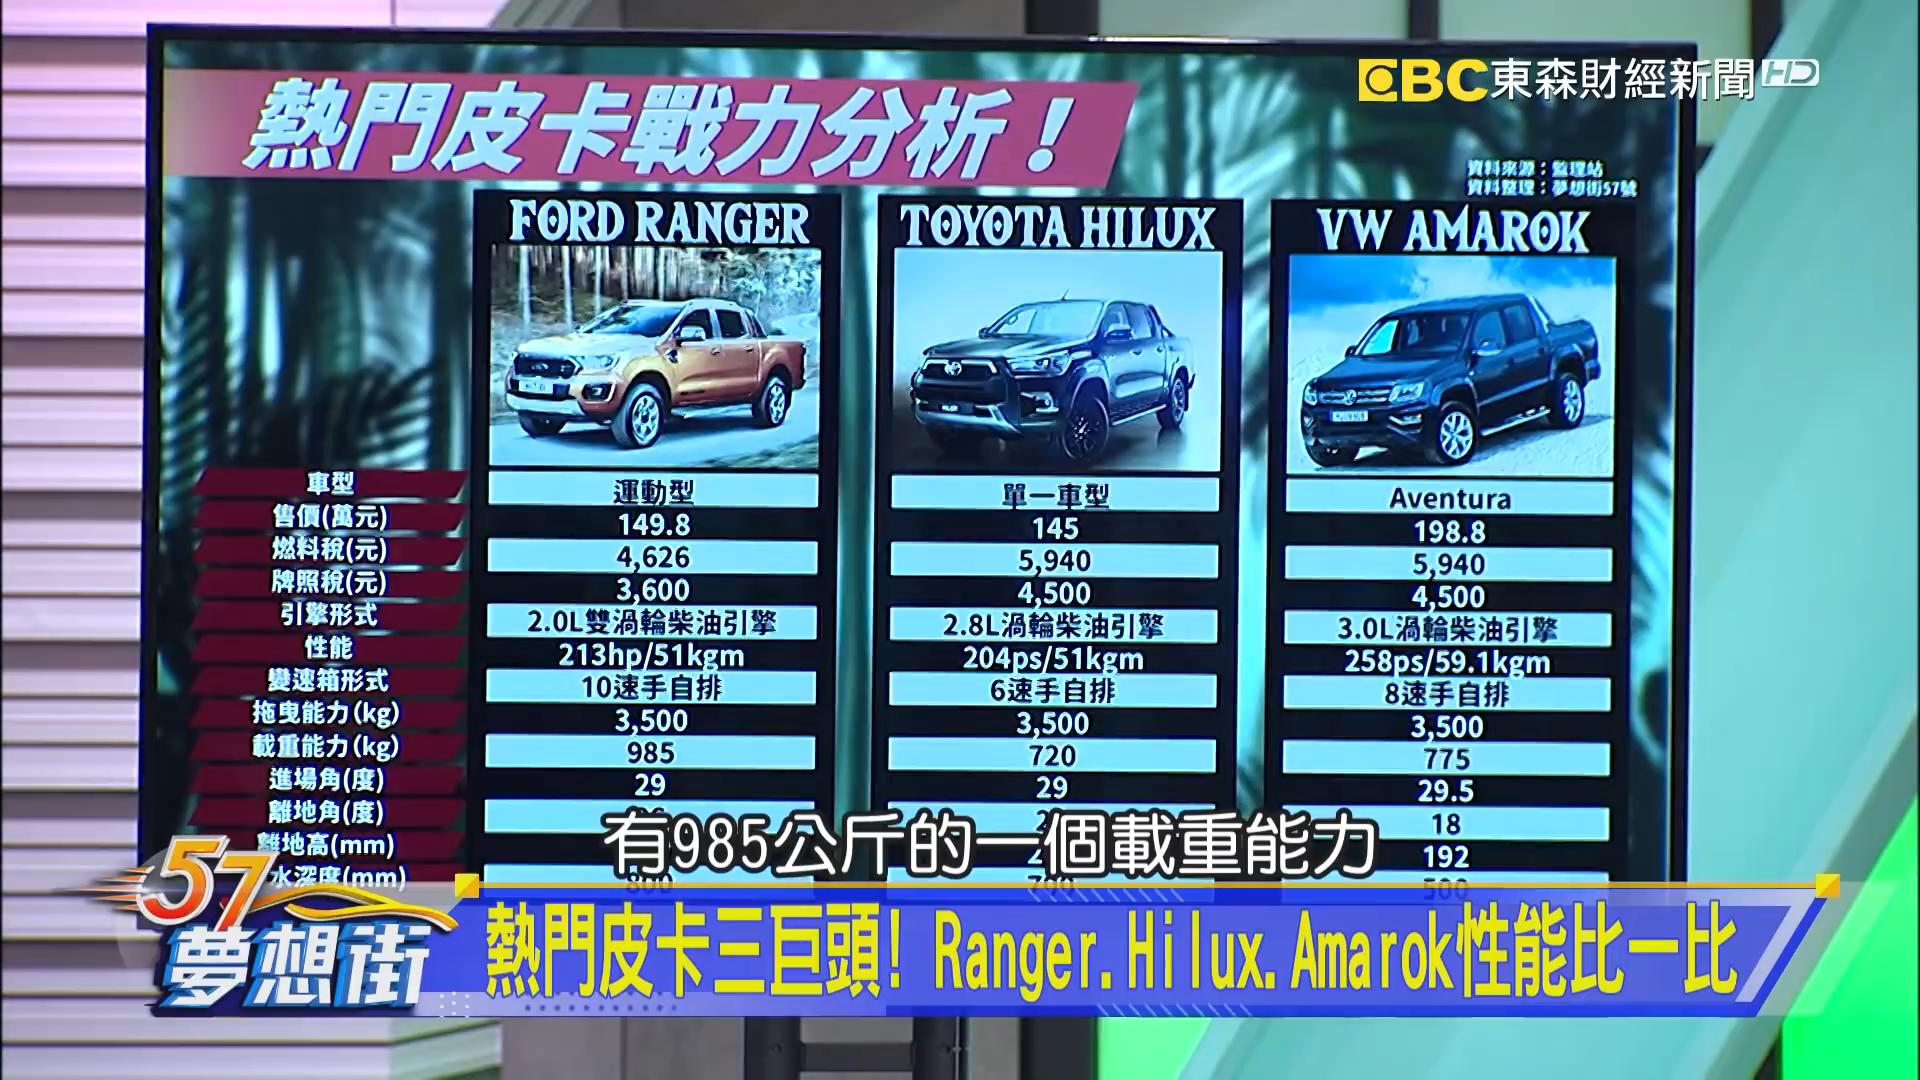 EBC東森財經新聞HD
熱門皮卡戰力分析！
資料來源：監理站
資料整理：夢想街57號
FORD RANGER TOYOTA HILUX VW AMAROK
車型 運動型 單一車型 Aventura
售價(萬元) 149.8 145 198.8
燃料稅(元) 4,626 5,940 5,940
牌照稅(元) 3,600 4,500 4,500
引擎形式 2.0L雙渦輪柴油引擎 2.8L渦輪柴油引擎 3.0L渦輪柴油引擎
性能 213hp/51kgm 204ps/51kgm 258ps/59.1kgm
變速箱形式 10速手自排 6速手自排 8速手自排
拖曳能力(kg) 3,500 3,500 3,500
載重能力(kg) 985 720 775
進場角(度) 29 29 29.5
離地角(度) 18
離地高(mm) 192
水深度(mm) 800 700 500
有985公斤的一個載重能力
57夢想街
熱門皮卡三巨頭! Ranger.Hilux.Amarok性能比一比